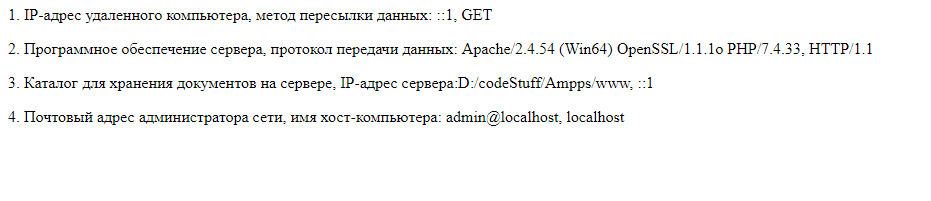 1. IP-адрес удаленного компьютера, метод пересылки данных: ::1, GET
2. Программное обеспечение сервера, протокол передачи данных: Apache/2.4.54 (Win64) OpenSSL/1.1.1o PHP/7.4.33, HTTP/1.1
3. Каталог для хранения документов на сервере, IP-адрес сервера:D:/codeStuff/Ampps/www, ::1
4. Почтовый адрес администратора сети, имя хост-компьютера: admin@localhost, localhost